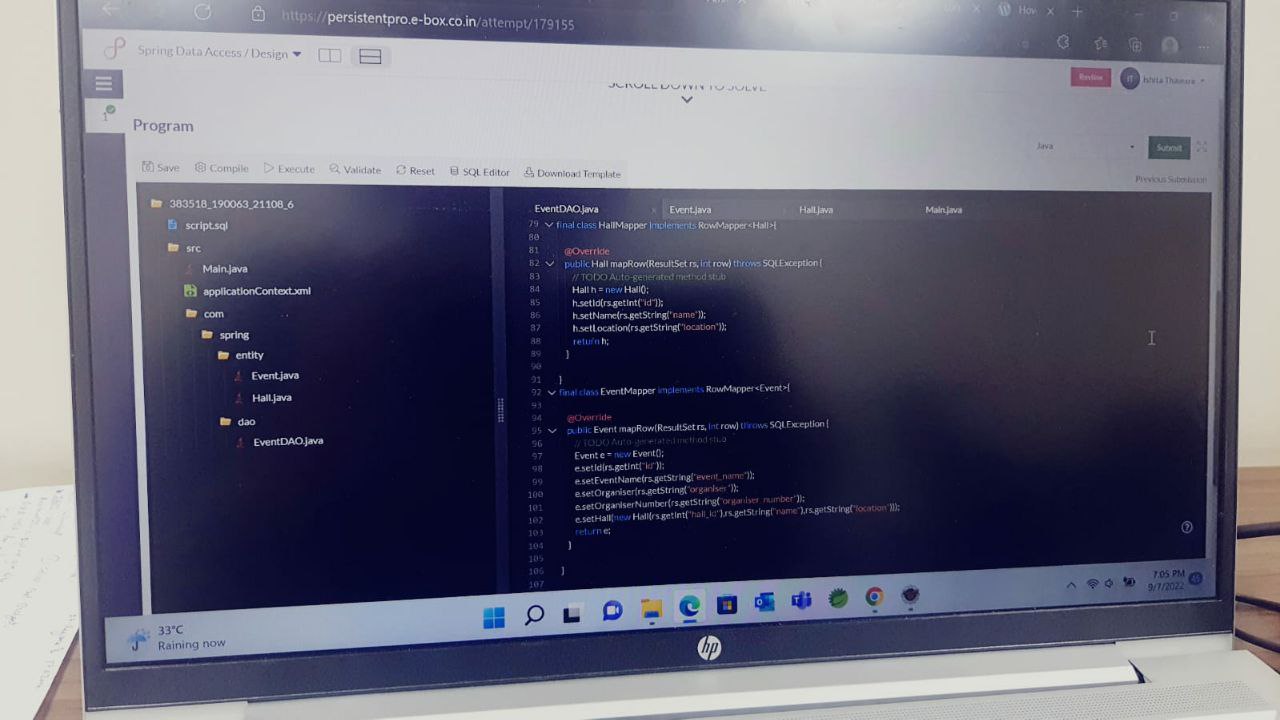 https://persistentpro.e-box.co.in/attempt/179155
Spring Data Access / Design
Review
IT
SCROLL DOWN TO SOLVE
1
Program
Java
Submit
Save Compile Execute Validate Reset SQL Editor Download Template
Previous Submission
383518_190063_21108_6
script.sql
src
Main.java
applicationContext.xml
com
spring
entity
Event.java
Hall.java
dao
EventDAO.java
EventDAO.java × Event.java Hall.java Main.java
79 final class HallMapper implements RowMapper<Hall>{
80
81 @Override
82 public Hall mapRow(ResultSet rs, int row) throws SQLException {
83 // TODO Auto-generated method stub
84 Hall h = new Hall();
85 h.setId(rs.getInt("id"));
86 h.setName(rs.getString("name"));
87 h.setLocation(rs.getString("location"));
88 return h;
89 }
90
91 }
92 final class EventMapper implements RowMapper<Event>{
93
94 @Override
95 public Event mapRow(ResultSet rs, int row) throws SQLException {
96 // TODO Auto-generated method stub
97 Event e = new Event();
98 e.setId(rs.getInt("id"));
99 e.setEventName(rs.getString("event_name"));
100 e.setOrganiser(rs.getString("organiser"));
101 e.setOrganiserNumber(rs.getString("organiser_number"));
102 e.setHall(new Hall(rs.getInt("hall_id"),rs.getString("name"),rs.getString("location")));
103 return e;
104 }
105
106 }
107
33°C
Raining now
7:05 PM
9/7/2022
hp